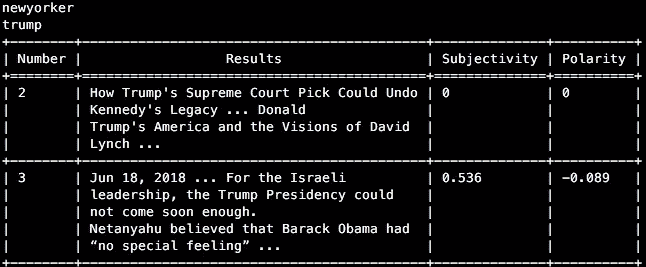 newyorker
trump
Number Results Subjectivity Polarity
2 How Trump's Supreme Court Pick Could Undo 0 0
Kennedy's Legacy ... Donald
Trump's America and the Visions of David
Lynch ...
3 Jun 18, 2018 ... For the Israeli 0.536 -0.089
leadership, the Trump Presidency could
not come soon enough.
Netanyahu believed that Barack Obama had
“no special feeling” ...